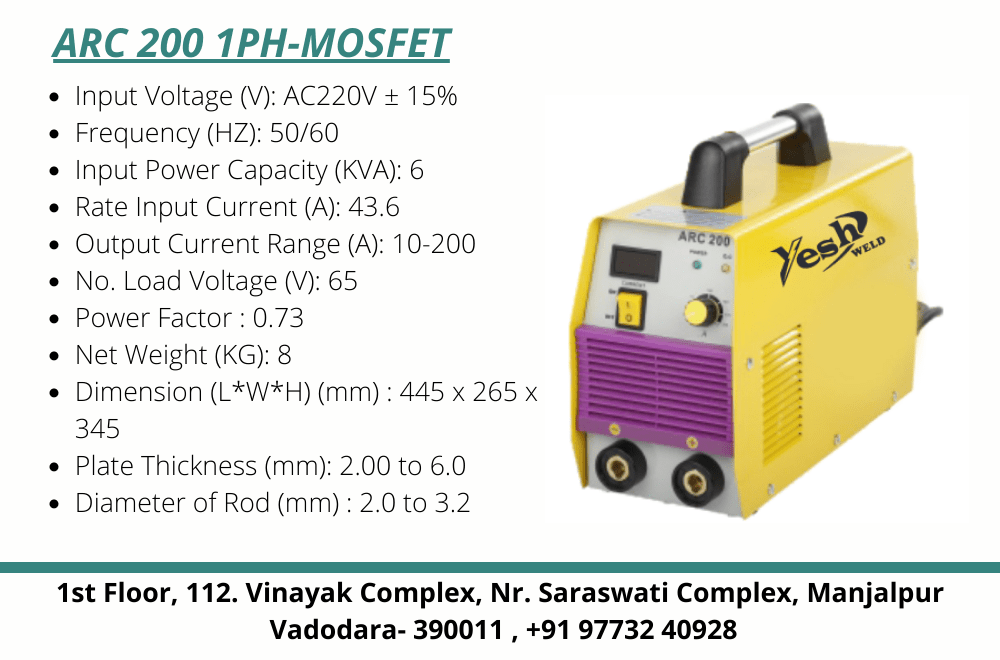 ARC 200 1PH-MOSFET
• Input Voltage (V): AC220V ± 15%
• Frequency (HZ): 50/60
• Input Power Capacity (KVA): 6
• Rate Input Current (A): 43.6
• Output Current Range (A): 10-200
• No. Load Voltage (V): 65
• Power Factor : 0.73
• Net Weight (KG): 8
• Dimension (L*W*H) (mm) : 445 x 265 x
345
• Plate Thickness (mm): 2.00 to 6.0
• Diameter of Rod (mm) : 2.0 to 3.2
ARC 200
POWER O.C
CURRENT
Yesh
WELD
- +
1st Floor, 112. Vinayak Complex, Nr. Saraswati Complex, Manjalpur
Vadodara- 390011 , +91 97732 40928